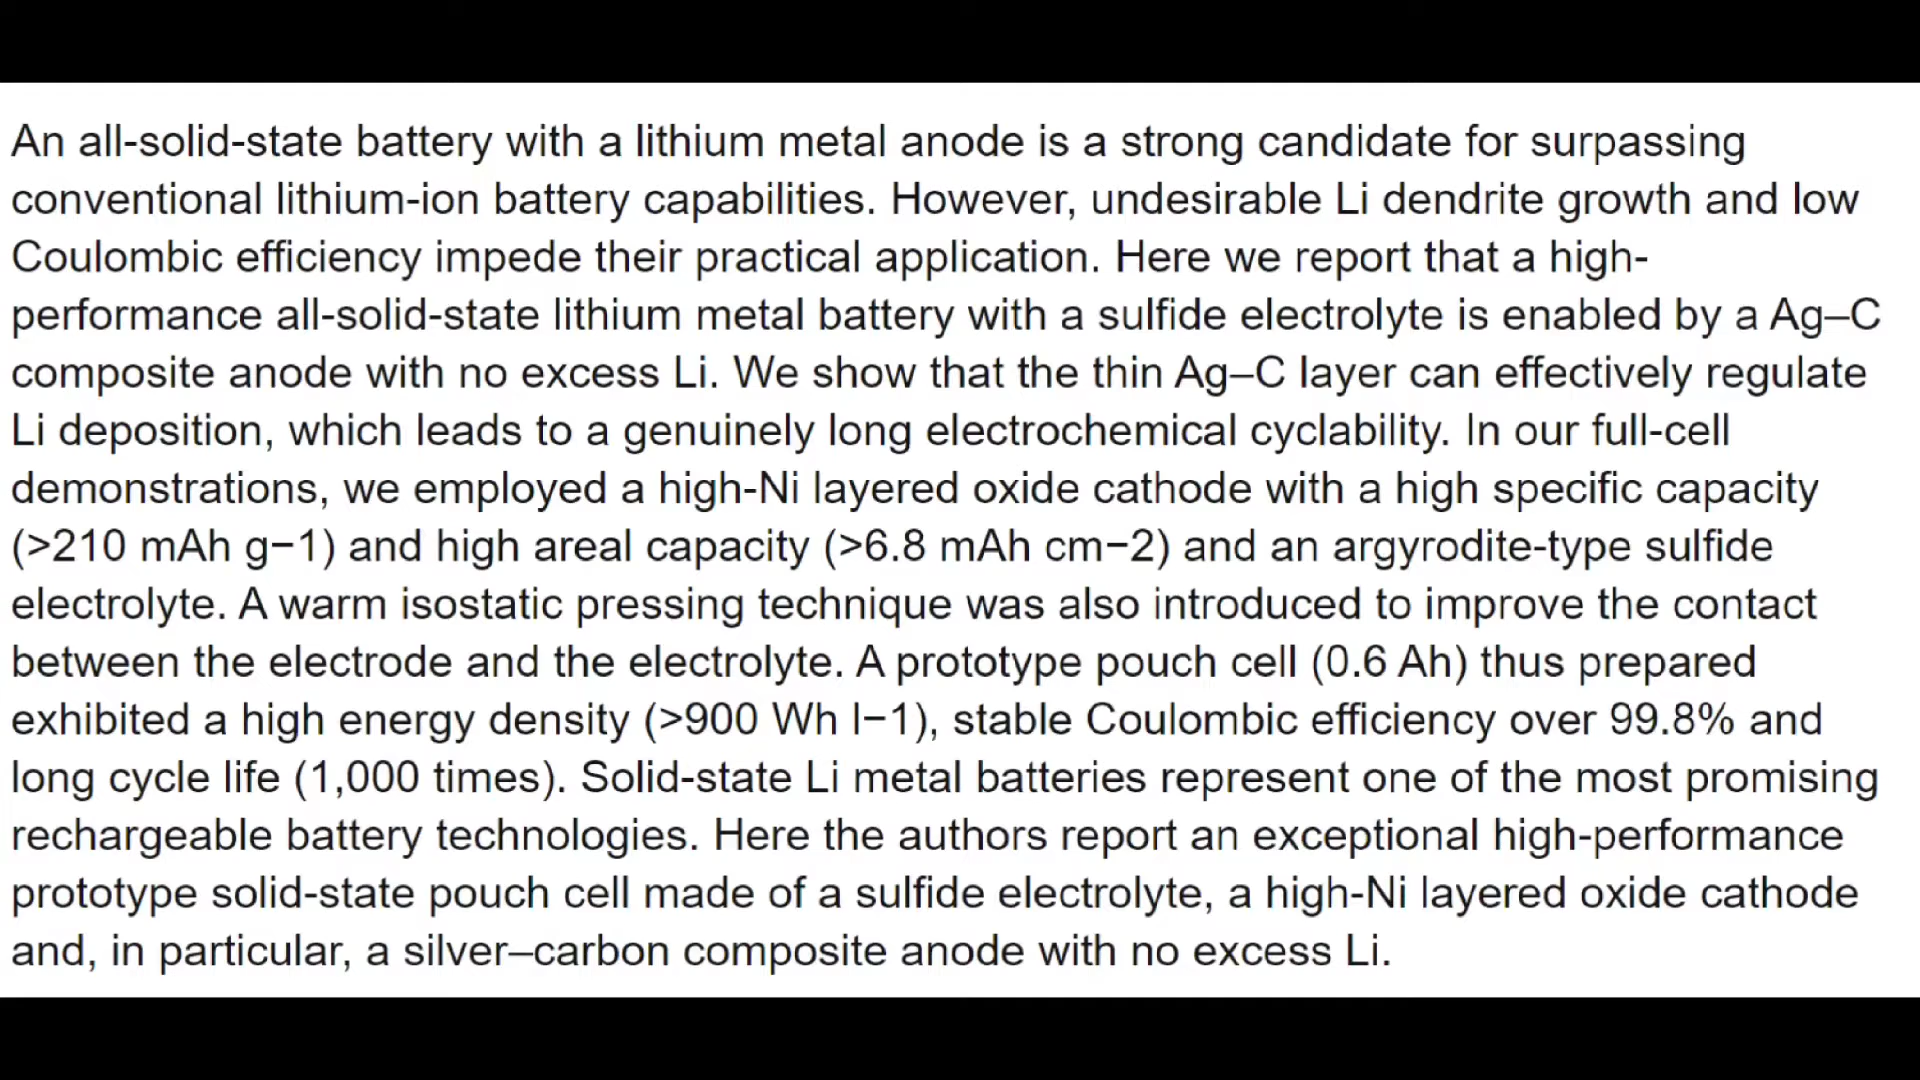 An all-solid-state battery with a lithium metal anode is a strong candidate for surpassing
conventional lithium-ion battery capabilities. However, undesirable Li dendrite growth and low
Coulombic efficiency impede their practical application. Here we report that a high-
performance all-solid-state lithium metal battery with a sulfide electrolyte is enabled by a Ag–C
composite anode with no excess Li. We show that the thin Ag–C layer can effectively regulate
Li deposition, which leads to a genuinely long electrochemical cyclability. In our full-cell
demonstrations, we employed a high-Ni layered oxide cathode with a high specific capacity
(>210 mAh g−1) and high areal capacity (>6.8 mAh cm−2) and an argyrodite-type sulfide
electrolyte. A warm isostatic pressing technique was also introduced to improve the contact
between the electrode and the electrolyte. A prototype pouch cell (0.6 Ah) thus prepared
exhibited a high energy density (>900 Wh l−1), stable Coulombic efficiency over 99.8% and
long cycle life (1,000 times). Solid-state Li metal batteries represent one of the most promising
rechargeable battery technologies. Here the authors report an exceptional high-performance
prototype solid-state pouch cell made of a sulfide electrolyte, a high-Ni layered oxide cathode
and, in particular, a silver–carbon composite anode with no excess Li.